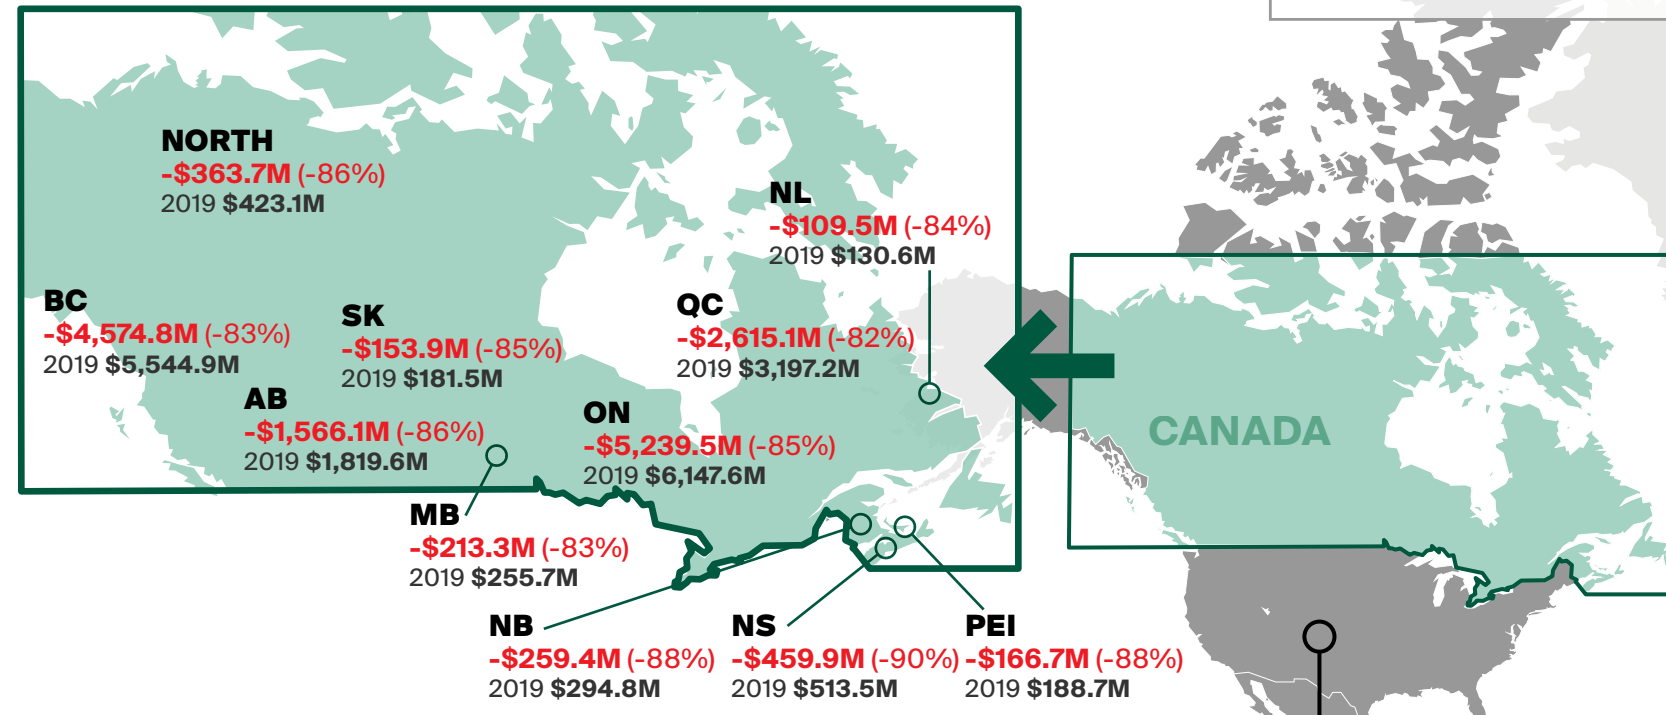 NORTH
-$363.7M (-86%)
2019 $423.1M
NL
-$109.5M (-84%)
2019 $130.6M
BC
-$4,574.8M (-83%)
2019 $5,544.9M
SK
-$153.9M (-85%)
2019 $181.5M
QC
-$2,615.1M (-82%)
2019 $3,197.2M
AB
-$1,566.1M (-86%)
2019 $1,819.6M
ON
-$5,239.5M (-85%)
2019 $6,147.6M
CANADA
MB
-$213.3M (-83%)
2019 $255.7M
NB
-$259.4M (-88%)
2019 $294.8M
NS
-$459.9M (-90%)
2019 $513.5M
PEI
-$166.7M (-88%)
2019 $188.7M